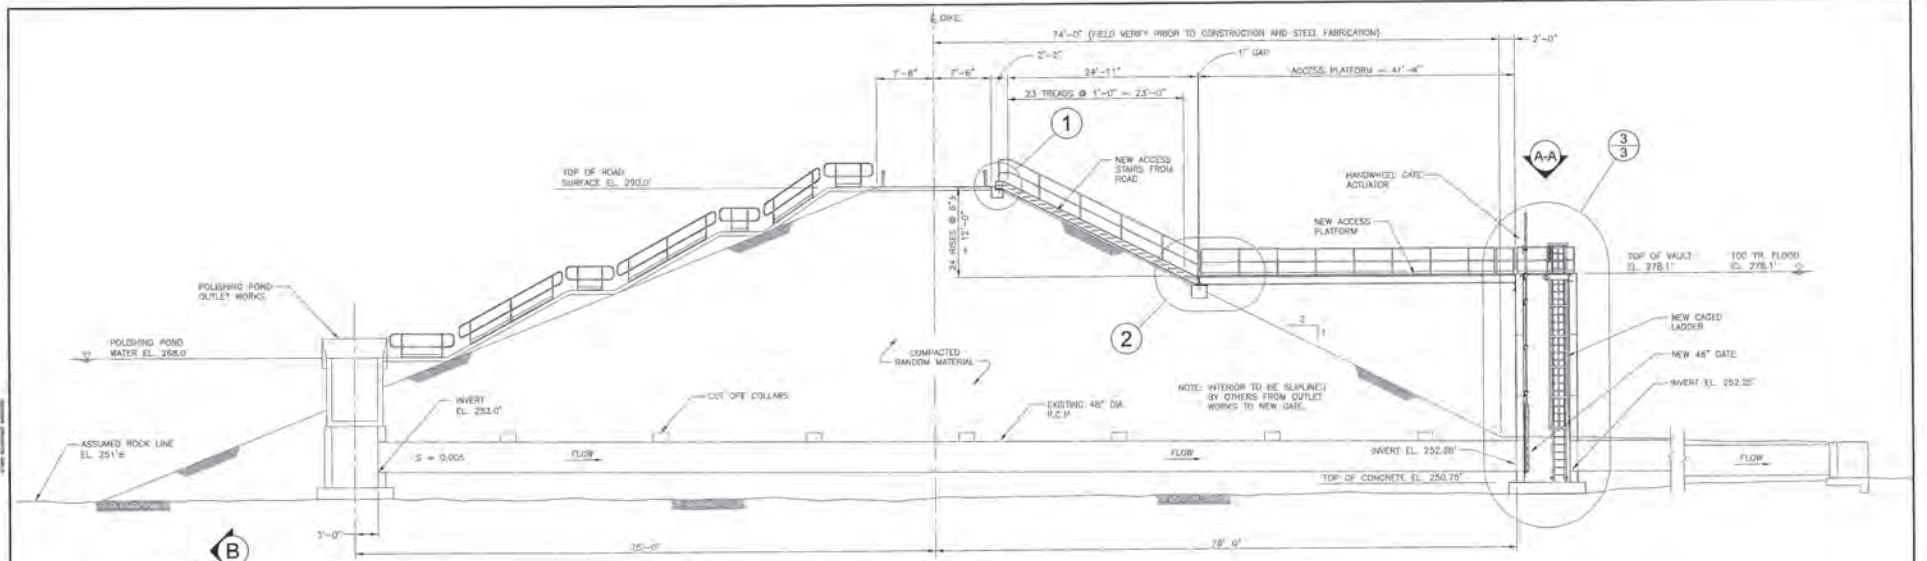 ℄ DIKE
74'-0" (FIELD VERIFY PRIOR TO CONSTRUCTION AND STEEL FABRICATION)
2'-0"
2'-2"
1" GAP
7'-6"
7'-6"
24'-11"
ACCESS PLATFORM = 41'-4"
23 TREADS @ 1'-0" = 23'-0"
1
3
3
A-A
TOP OF ROAD
SURFACE EL. 290.0'
NEW ACCESS
STAIRS FROM
ROAD
HANDWHEEL GATE
ACTUATOR
24 RISES @ 6"±
= 12'-0"
NEW ACCESS
PLATFORM
TOP OF VAULT
EL. 278.1'
100 YR. FLOOD
EL. 278.1'
POLISHING POND
OUTLET WORKS
2
1
NEW CAGED
LADDER
2
POLISHING POND
WATER EL. 268.0'
COMPACTED
RANDOM MATERIAL
NEW 48" GATE
INVERT EL. 252.25'
NOTE: INTERIOR TO BE SLIPLINED
BY OTHERS FROM OUTLET
WORKS TO NEW GATE.
INVERT
EL. 253.0'
CUT OFF COLLARS
EXISTING 48" DIA.
R.C.P.
ASSUMED ROCK LINE
EL. 251'±
S = 0.005
FLOW
FLOW
INVERT EL. 252.28'
FLOW
TOP OF CONCRETE EL. 250.75'
3'-0"
B